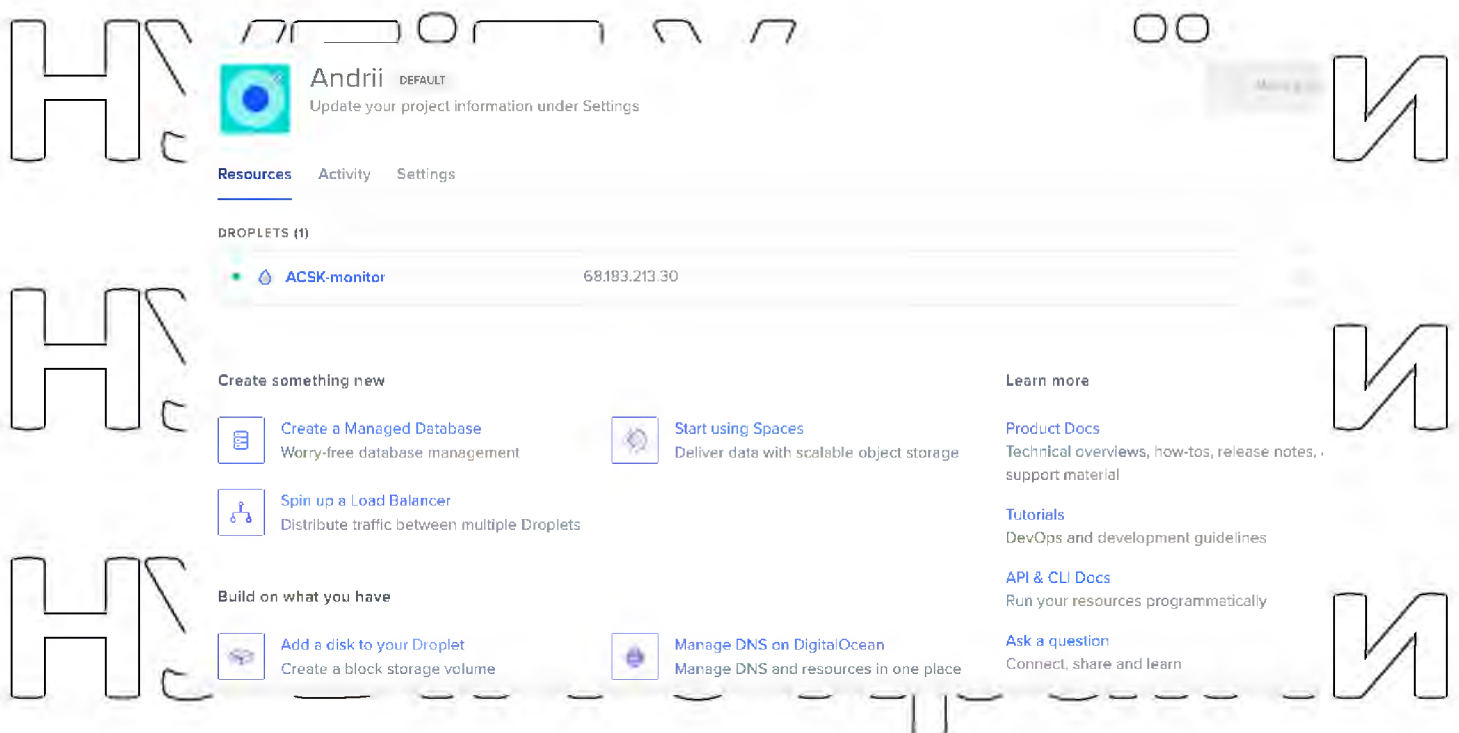 Andrii DEFAULT
Update your project information under Settings
Resources Activity Settings
DROPLETS (1)
ACSK-monitor 68.183.213.30
Create something new
Create a Managed Database
Worry-free database management
Start using Spaces
Deliver data with scalable object storage
Spin up a Load Balancer
Distribute traffic between multiple Droplets
Build on what you have
Add a disk to your Droplet
Create a block storage volume
Manage DNS on DigitalOcean
Manage DNS and resources in one place
Learn more
Product Docs
Technical overviews, how-tos, release notes,
support material
Tutorials
DevOps and development guidelines
API & CLI Docs
Run your resources programmatically
Ask a question
Connect, share and learn